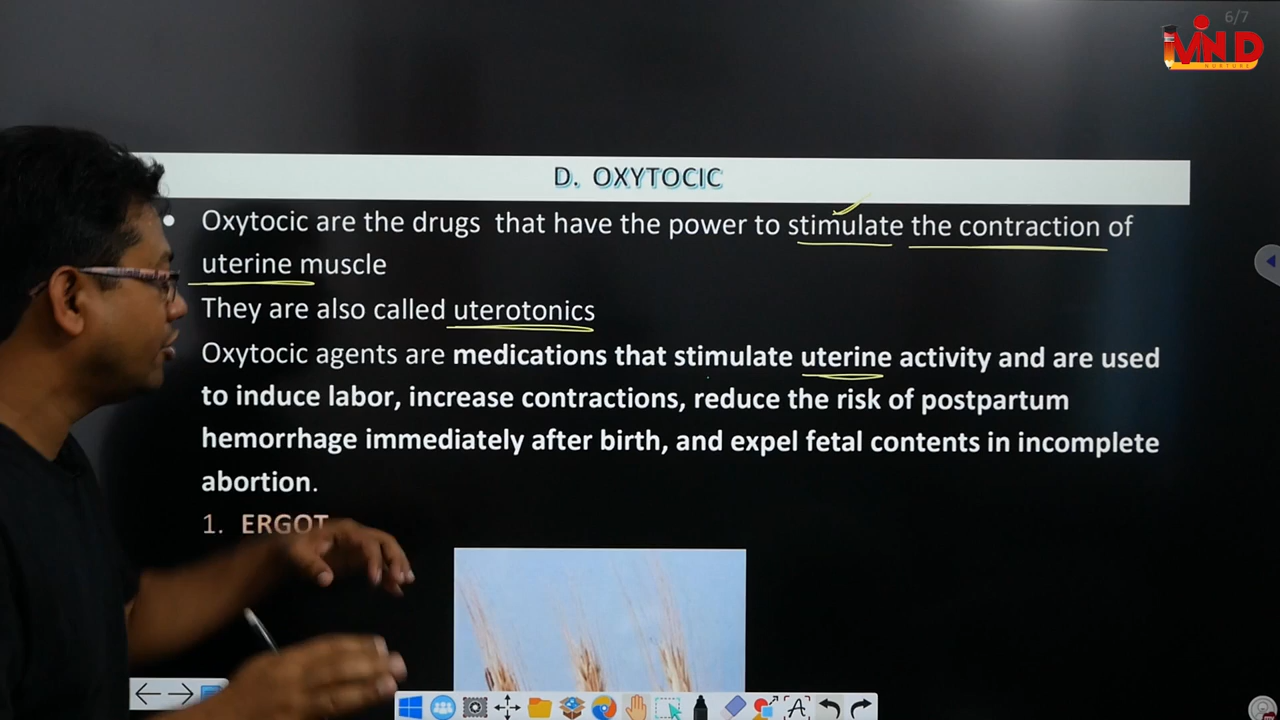 6/7
MIND
NURTURE
D. OXYTOCIC
• Oxytocic are the drugs that have the power to stimulate the contraction of
uterine muscle
They are also called uterotonics
Oxytocic agents are medications that stimulate uterine activity and are used
to induce labor, increase contractions, reduce the risk of postpartum
hemorrhage immediately after birth, and expel fetal contents in incomplete
abortion.
1. ERGOT